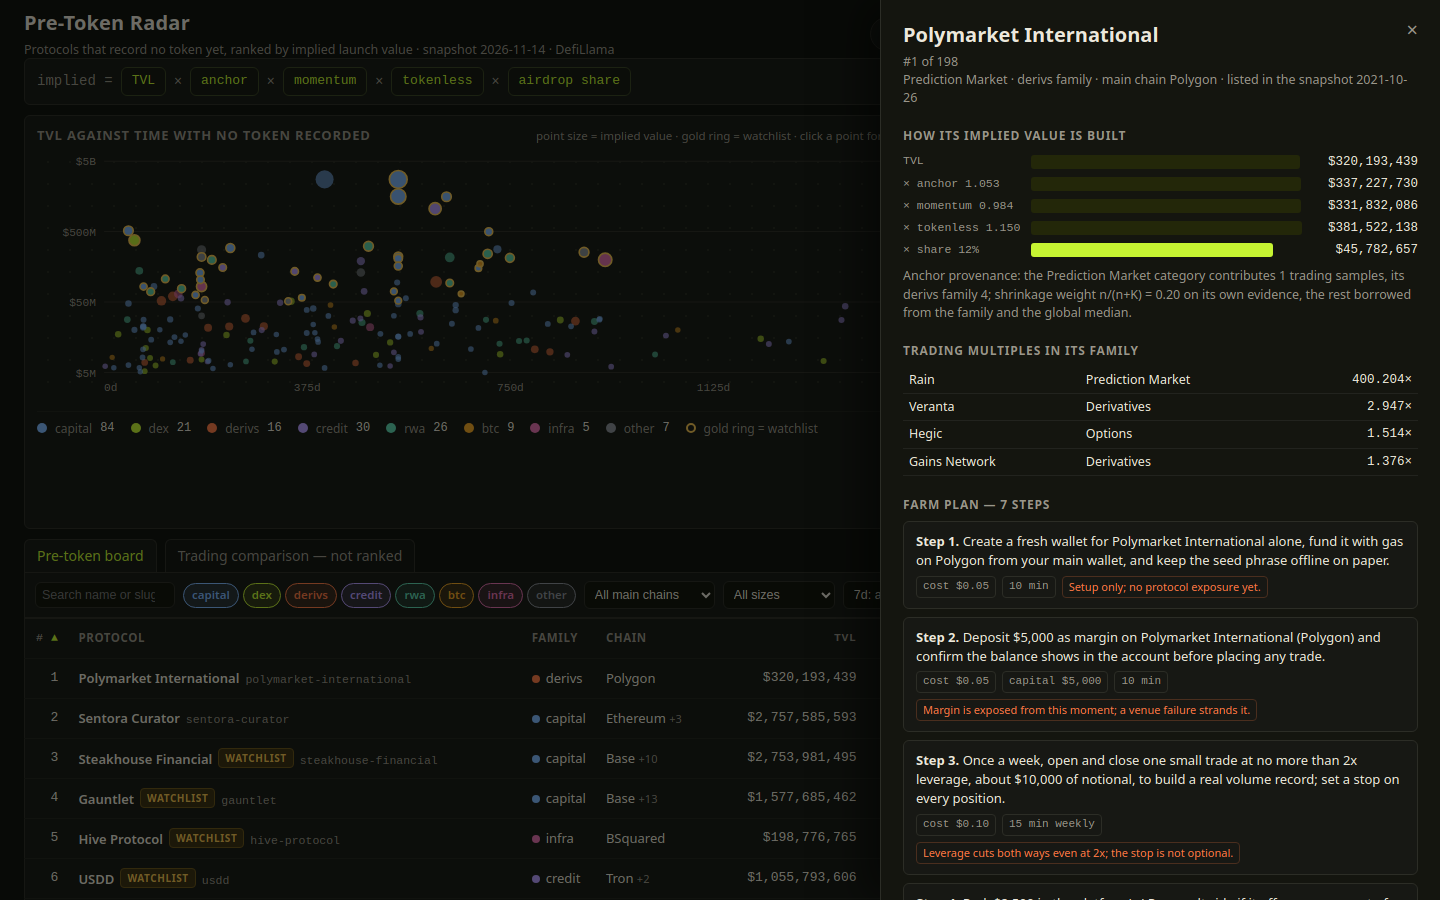 Pre-Token Radar
Protocols that record no token yet, ranked by implied launch value · snapshot 2026-11-14 · DefiLlama
implied = TVL × anchor × momentum × tokenless × airdrop share
TVL AGAINST TIME WITH NO TOKEN RECORDED
point size = implied value · gold ring = watchlist · click a point fo
$5B
$500M
$50M
$5M
0d 375d 750d 1125d
capital 84 dex 21 derivs 16 credit 30 rwa 26 btc 9 infra 5 other 7 gold ring = watchlist
Pre-token board Trading comparison — not ranked
Search name or slug capital dex derivs credit rwa btc infra other All main chains All sizes 7d: a
# ▲ PROTOCOL FAMILY CHAIN TVL
1 Polymarket International polymarket-international derivs Polygon $320,193,439
2 Sentora Curator sentora-curator capital Ethereum +3 $2,757,585,593
3 Steakhouse Financial WATCHLIST steakhouse-financial capital Base +10 $2,753,981,495
4 Gauntlet WATCHLIST gauntlet capital Base +13 $1,577,685,462
5 Hive Protocol WATCHLIST hive-protocol infra BSquared $198,776,765
6 USDD WATCHLIST usdd credit Tron +2 $1,055,793,606
Polymarket International ×
#1 of 198
Prediction Market · derivs family · main chain Polygon · listed in the snapshot 2021-10-
26
HOW ITS IMPLIED VALUE IS BUILT
TVL $320,193,439
× anchor 1.053 $337,227,730
× momentum 0.984 $331,832,086
× tokenless 1.150 $381,522,138
× share 12% $45,782,657
Anchor provenance: the Prediction Market category contributes 1 trading samples, its
derivs family 4; shrinkage weight n/(n+K) = 0.20 on its own evidence, the rest borrowed
from the family and the global median.
TRADING MULTIPLES IN ITS FAMILY
Rain Prediction Market 400.204×
Veranta Derivatives 2.947×
Hegic Options 1.514×
Gains Network Derivatives 1.376×
FARM PLAN — 7 STEPS
Step 1. Create a fresh wallet for Polymarket International alone, fund it with gas
on Polygon from your main wallet, and keep the seed phrase offline on paper.
cost $0.05 10 min Setup only; no protocol exposure yet.
Step 2. Deposit $5,000 as margin on Polymarket International (Polygon) and
confirm the balance shows in the account before placing any trade.
cost $0.05 capital $5,000 10 min
Margin is exposed from this moment; a venue failure strands it.
Step 3. Once a week, open and close one small trade at no more than 2x
leverage, about $10,000 of notional, to build a real volume record; set a stop on
every position.
cost $0.10 15 min weekly
Leverage cuts both ways even at 2x; the stop is not optional.